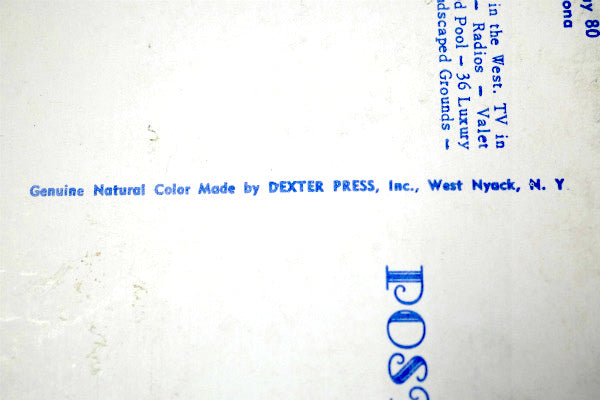 y 80
ona
in the West. TV in
— Radios — Valet
d Pool — 36 Luxury
dscaped Grounds —
Genuine Natural Color Made by DEXTER PRESS, Inc., West Nyack, N. Y.
POST